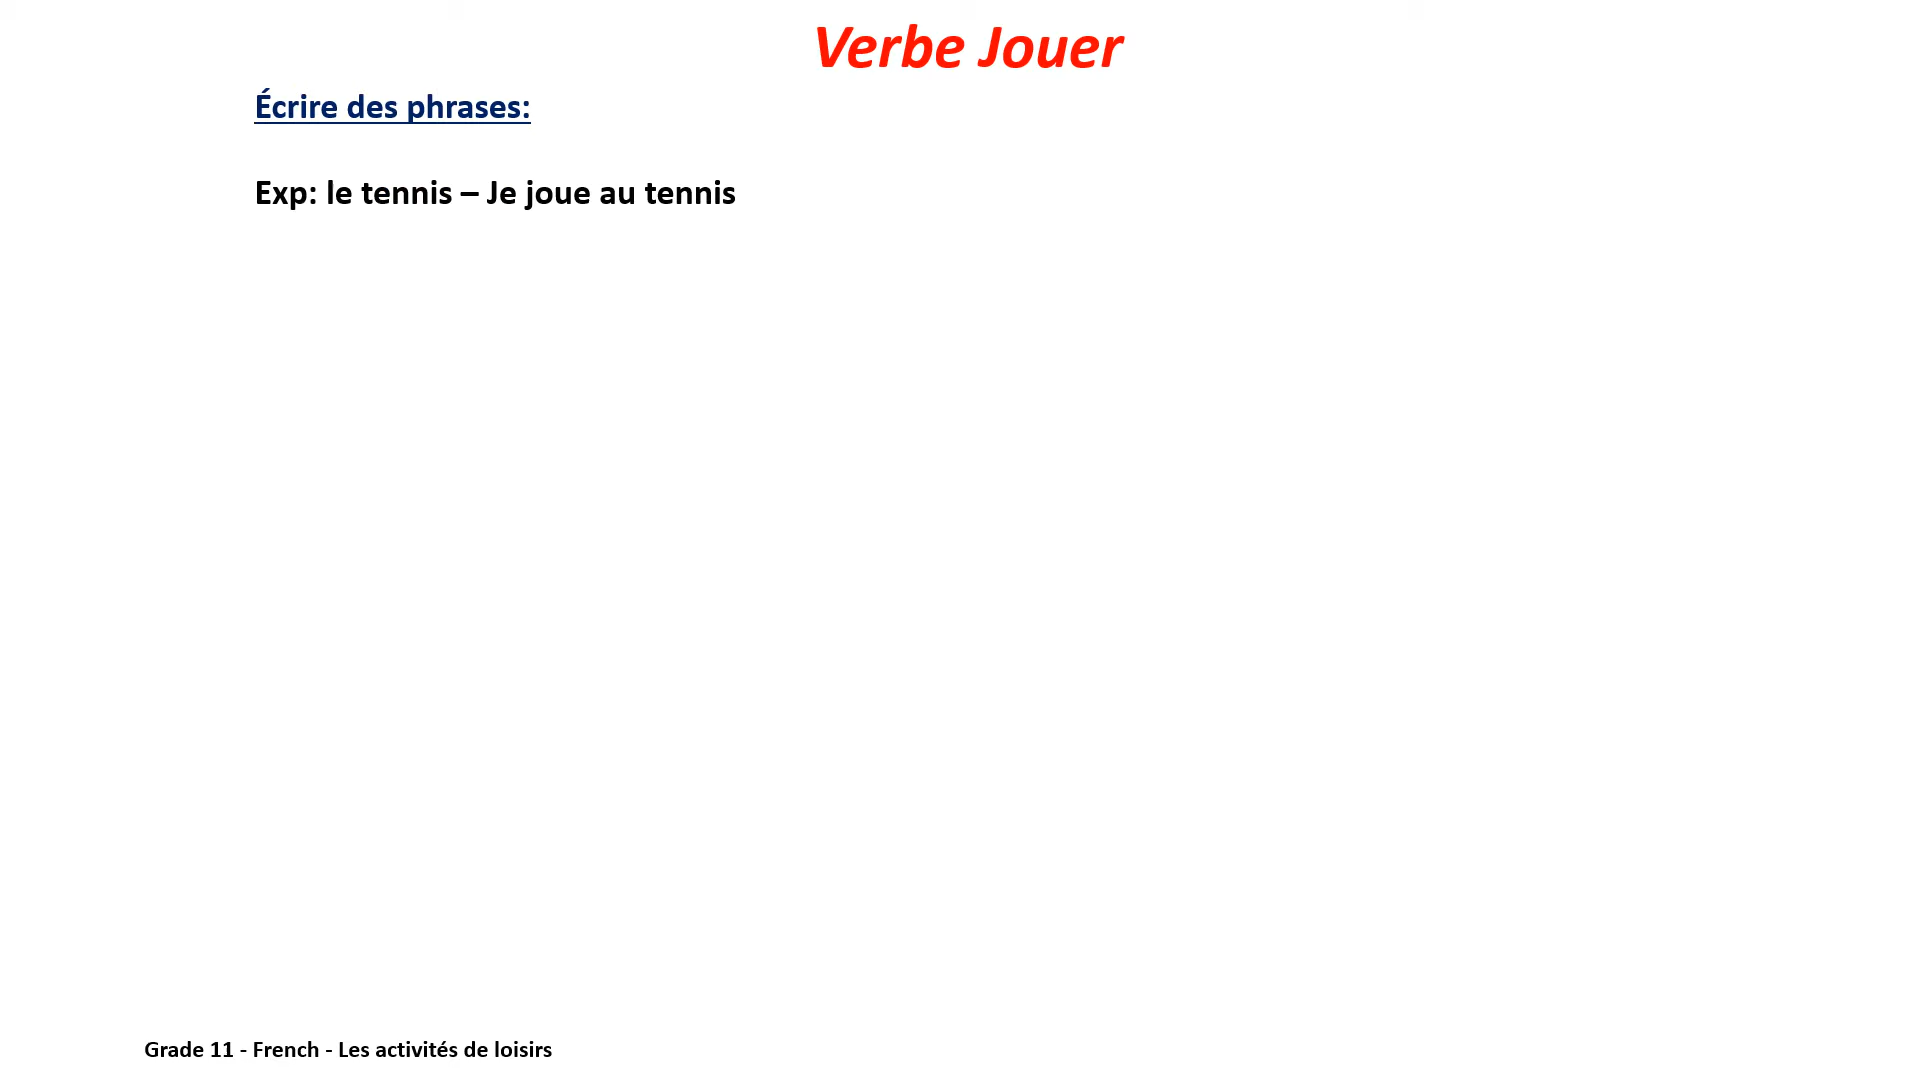 Verbe Jouer
Écrire des phrases:
Exp: le tennis – Je joue au tennis
Grade 11 - French - Les activités de loisirs